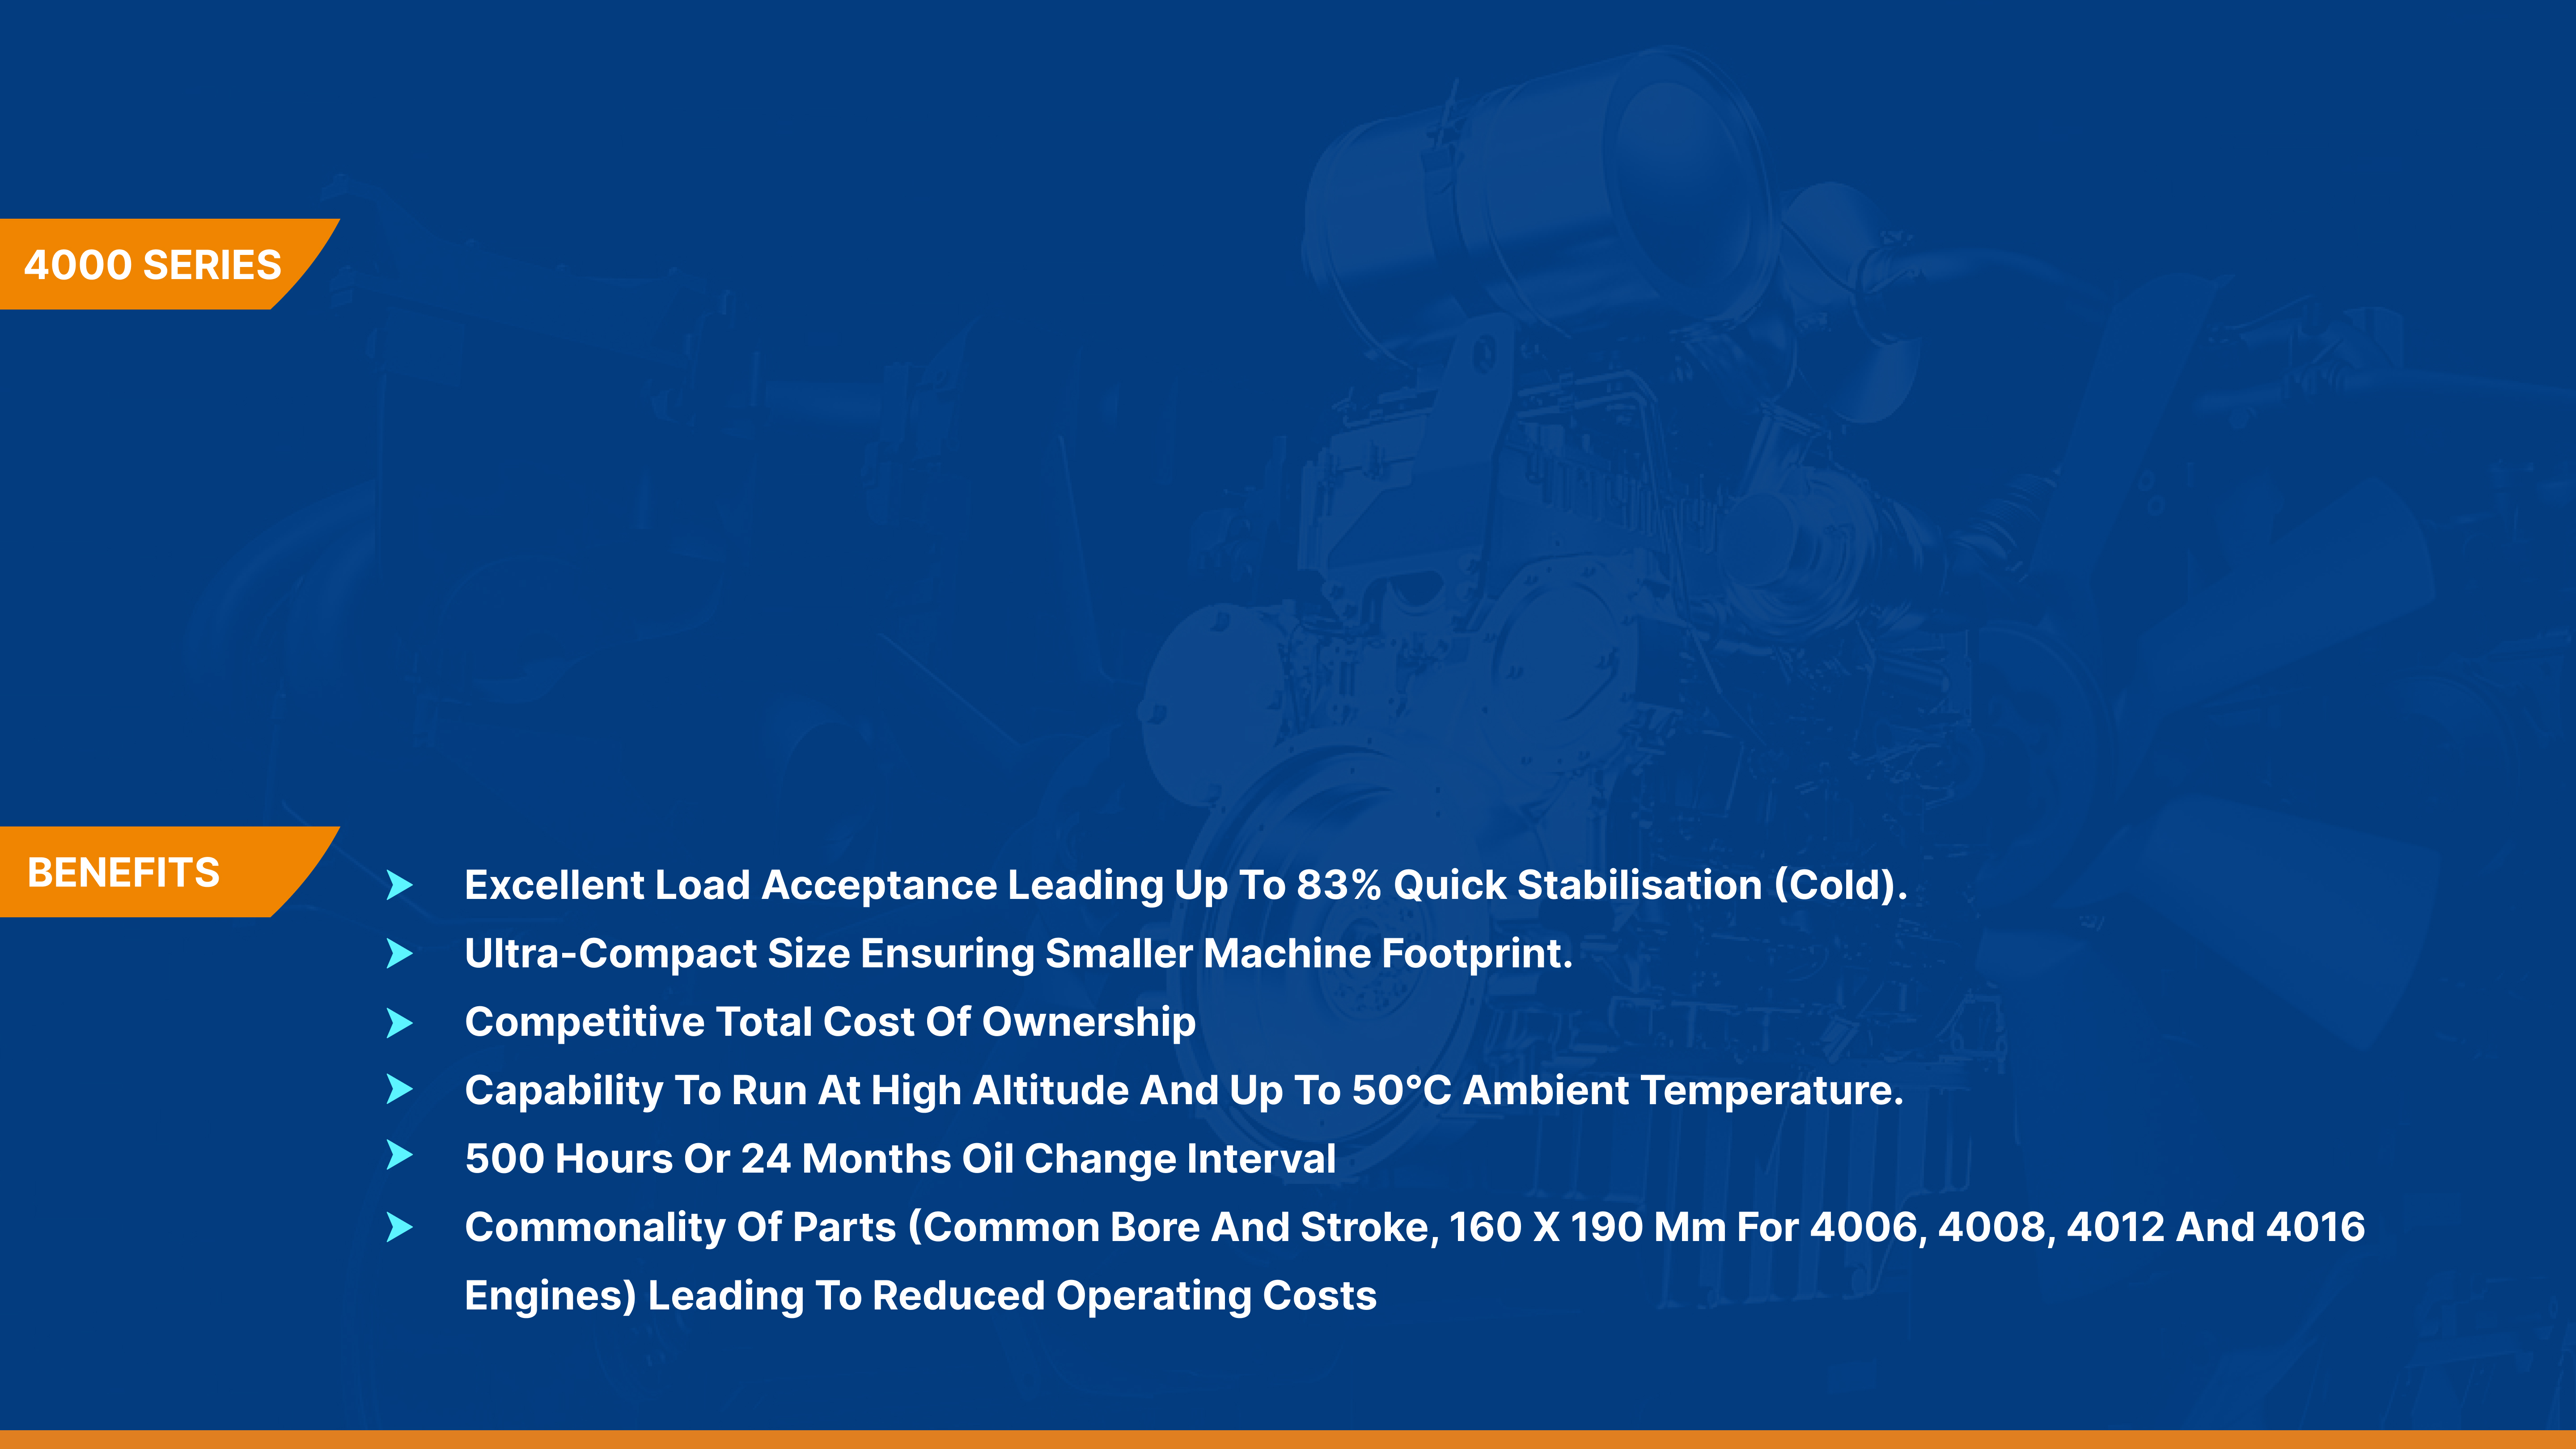 4000 SERIES
BENEFITS
Excellent Load Acceptance Leading Up To 83% Quick Stabilisation (Cold).
Ultra-Compact Size Ensuring Smaller Machine Footprint.
Competitive Total Cost Of Ownership
Capability To Run At High Altitude And Up To 50°C Ambient Temperature.
500 Hours Or 24 Months Oil Change Interval
Commonality Of Parts (Common Bore And Stroke, 160 X 190 Mm For 4006, 4008, 4012 And 4016
Engines) Leading To Reduced Operating Costs